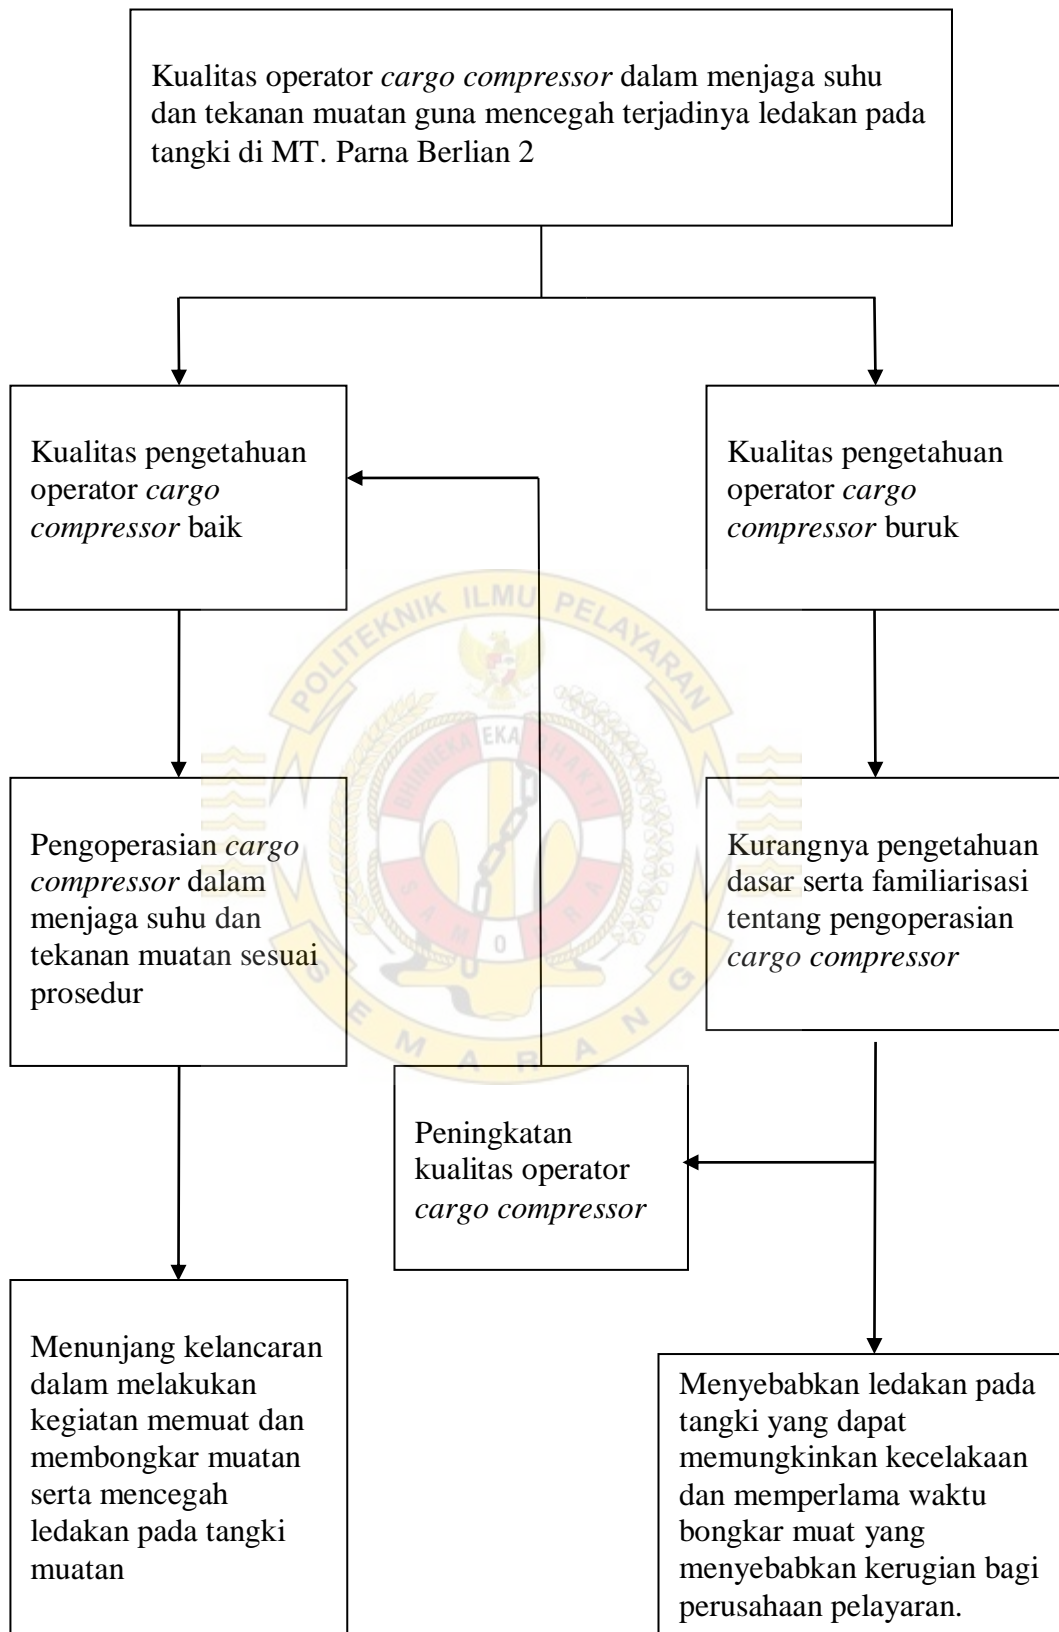 Kualitas operator cargo compressor dalam menjaga suhu
dan tekanan muatan guna mencegah terjadinya ledakan pada
tangki di MT. Parna Berlian 2
Kualitas pengetahuan
operator cargo
compressor baik
Kualitas pengetahuan
operator cargo
compressor buruk
POLITEKNIK ILMU PELAYARAN
BHINNEKA EKA BHAKTI
SAMODRA
SEMARANG
Pengoperasian cargo
compressor dalam
menjaga suhu dan
tekanan muatan sesuai
prosedur
Kurangnya pengetahuan
dasar serta familiarisasi
tentang pengoperasian
cargo compressor
Peningkatan
kualitas operator
cargo compressor
Menunjang kelancaran
dalam melakukan
kegiatan memuat dan
membongkar muatan
serta mencegah
ledakan pada tangki
muatan
Menyebabkan ledakan pada
tangki yang dapat
memungkinkan kecelakaan
dan memperlama waktu
bongkar muat yang
menyebabkan kerugian bagi
perusahaan pelayaran.